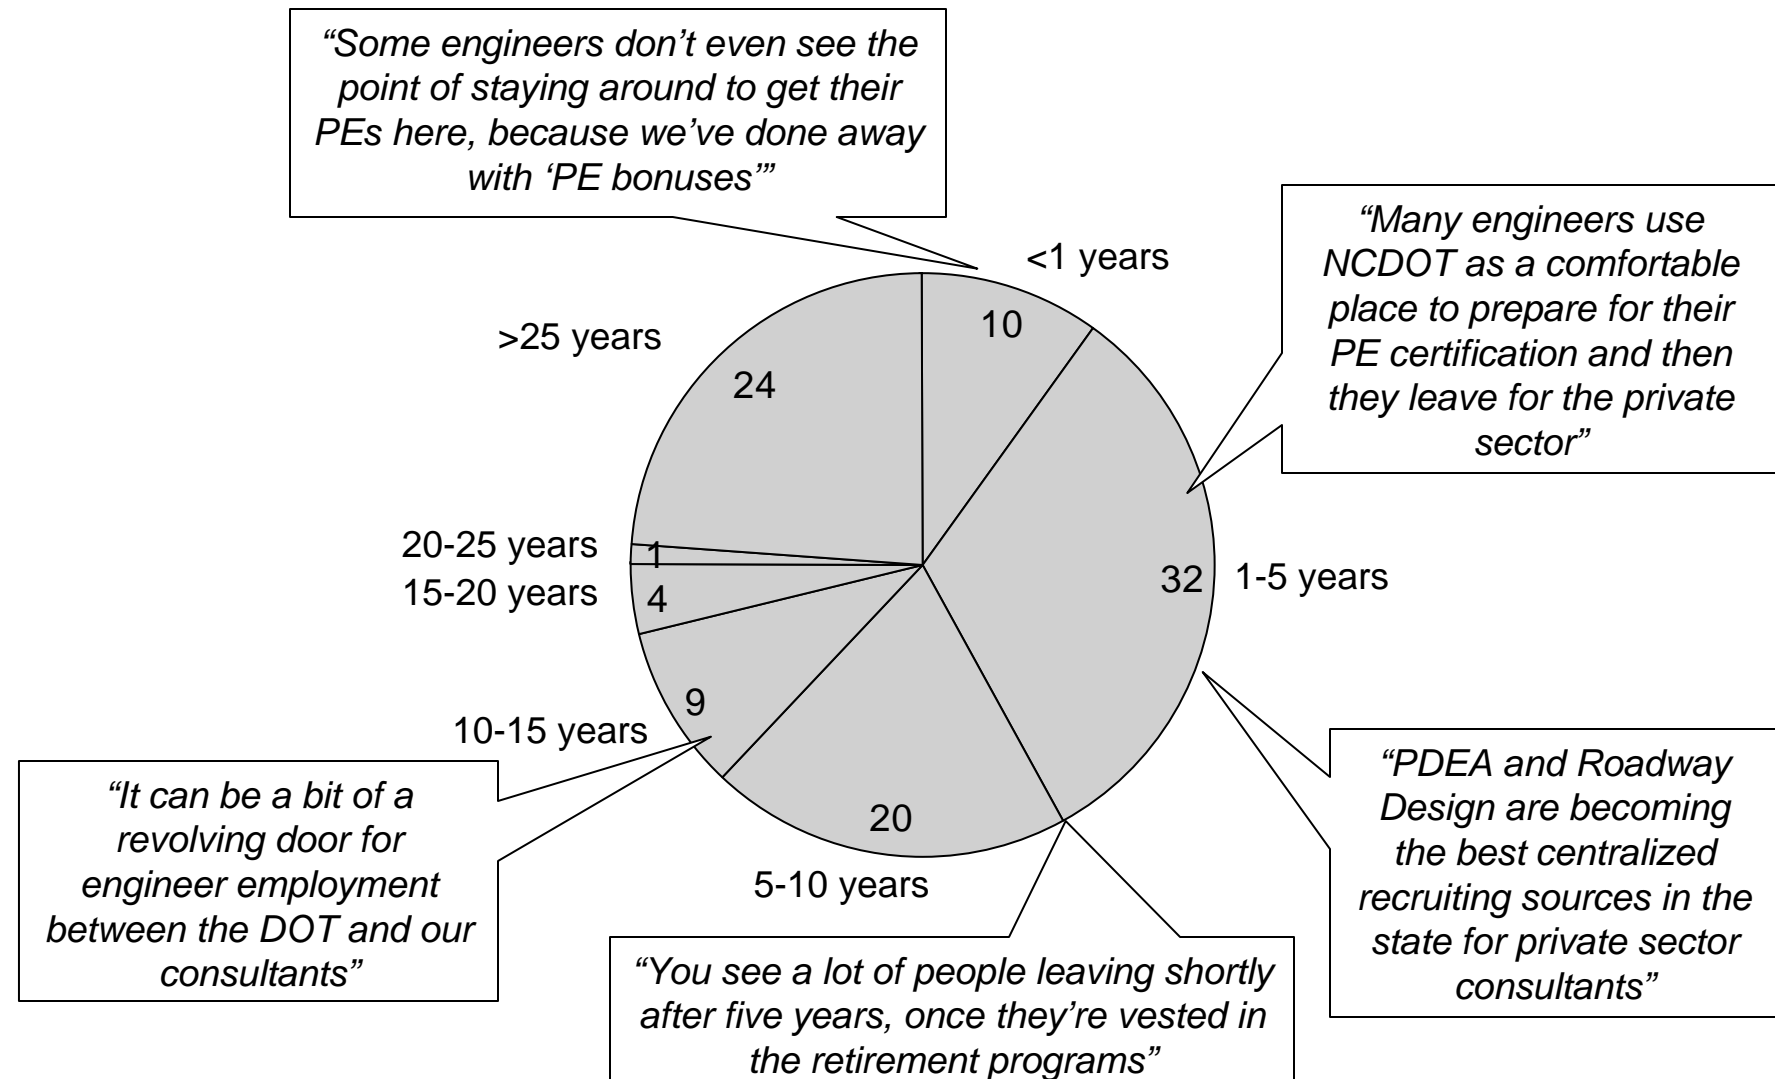 “Some engineers don’t even see the
point of staying around to get their
PEs here, because we’ve done away
with ‘PE bonuses’”
“Many engineers use
NCDOT as a comfortable
place to prepare for their
PE certification and then
they leave for the private
sector”
<1 years
10
>25 years
24
20-25 years
1
15-20 years
4
32
1-5 years
9
10-15 years
20
5-10 years
“It can be a bit of a
revolving door for
engineer employment
between the DOT and our
consultants”
“PDEA and Roadway
Design are becoming
the best centralized
recruiting sources in the
state for private sector
consultants”
“You see a lot of people leaving shortly
after five years, once they’re vested in
the retirement programs”